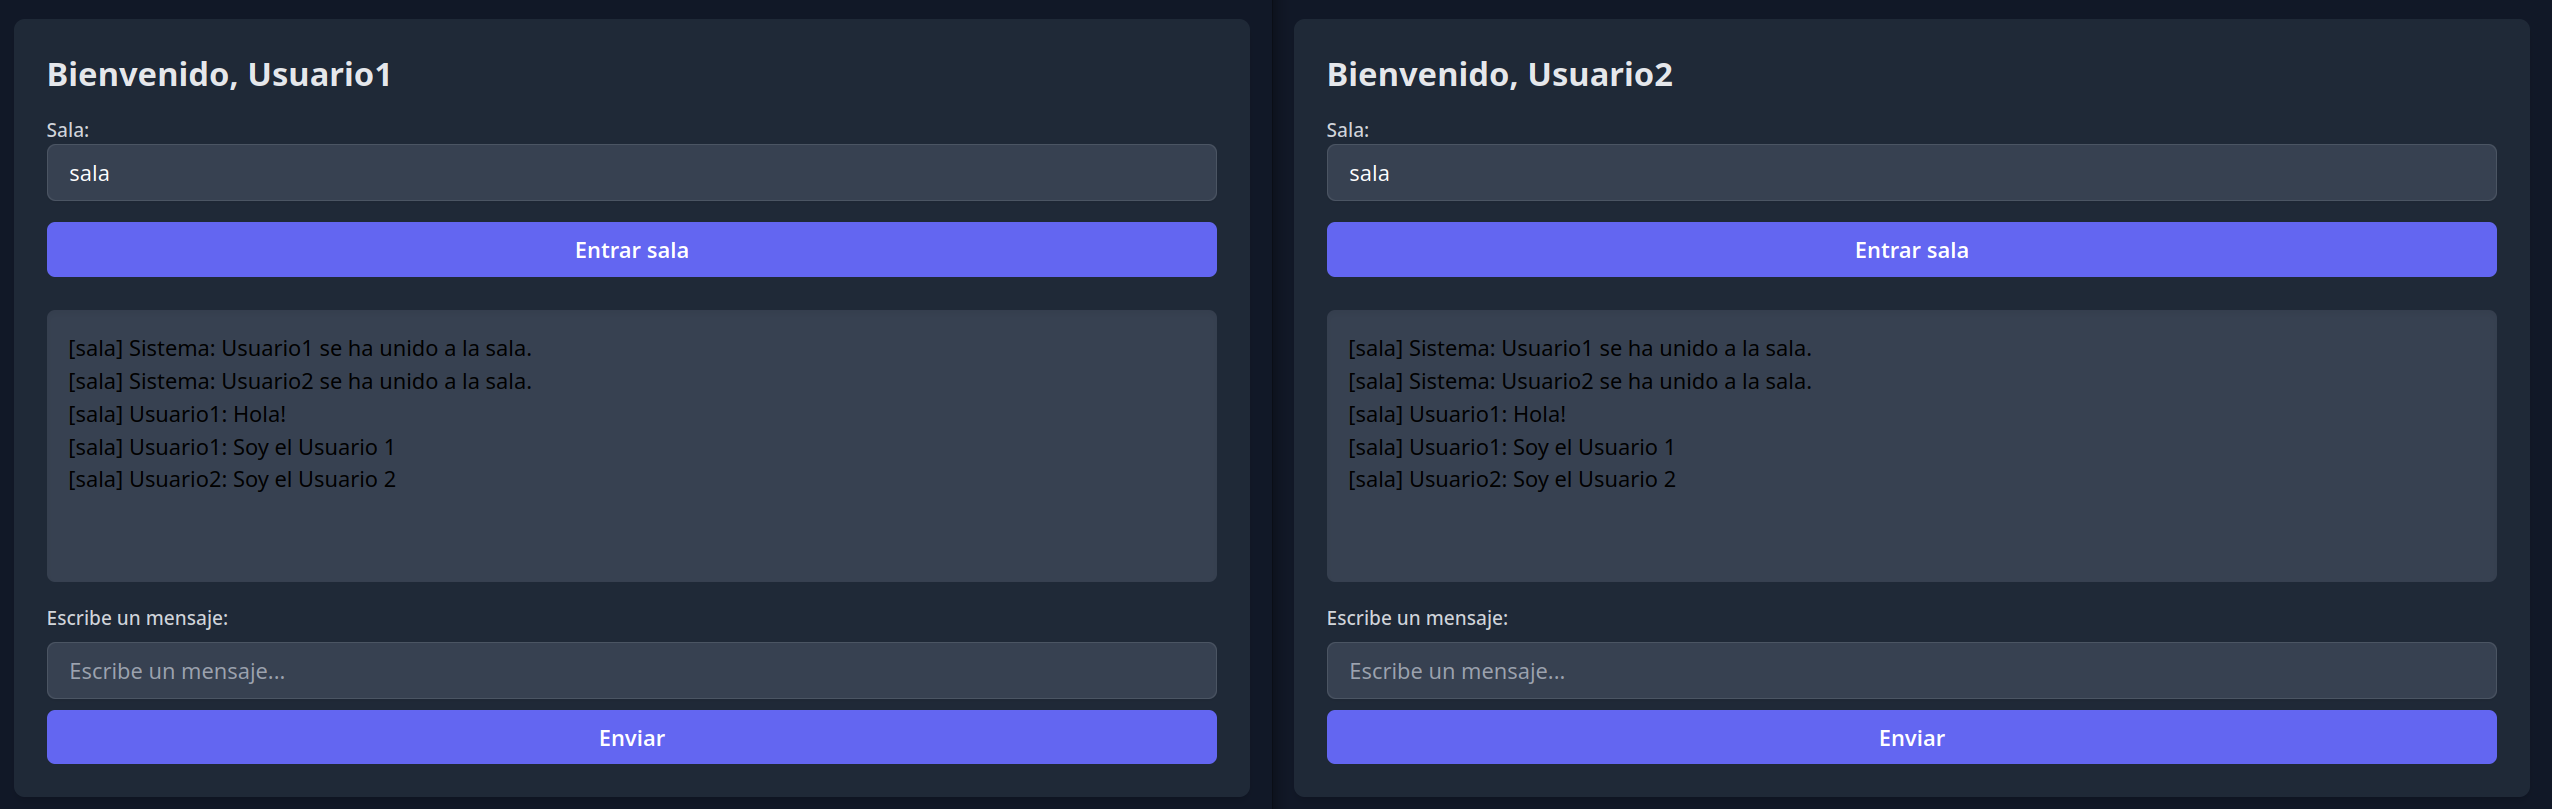 Bienvenido, Usuario1
Sala:
sala
Entrar sala
[sala] Sistema: Usuario1 se ha unido a la sala.
[sala] Sistema: Usuario2 se ha unido a la sala.
[sala] Usuario1: Hola!
[sala] Usuario1: Soy el Usuario 1
[sala] Usuario2: Soy el Usuario 2
Escribe un mensaje:
Escribe un mensaje...
Enviar
Bienvenido, Usuario2
Sala:
sala
Entrar sala
[sala] Sistema: Usuario1 se ha unido a la sala.
[sala] Sistema: Usuario2 se ha unido a la sala.
[sala] Usuario1: Hola!
[sala] Usuario1: Soy el Usuario 1
[sala] Usuario2: Soy el Usuario 2
Escribe un mensaje:
Escribe un mensaje...
Enviar